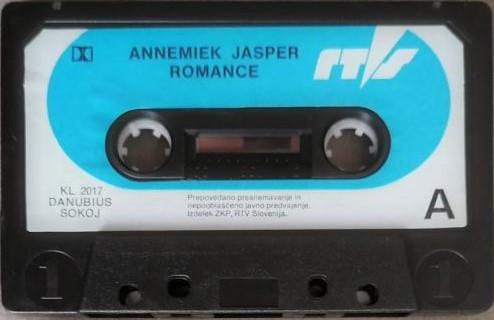 ANNEMIEK JASPER
ROMANCE
rtvs
KL 2017
DANUBIUS
SOKOJ
Prepovedano presnemavanje in
nepooblaščeno javno predvajanje.
Izdelek ZKP, RTV Slovenija.
A
1
1